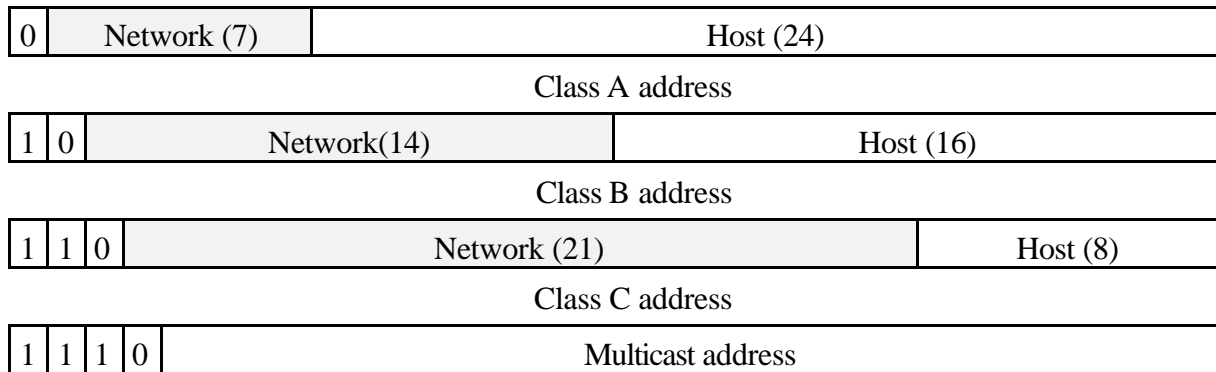 0 Network (7) Host (24)
Class A address
1 0 Network(14) Host (16)
Class B address
1 1 0 Network (21) Host (8)
Class C address
1 1 1 0 Multicast address